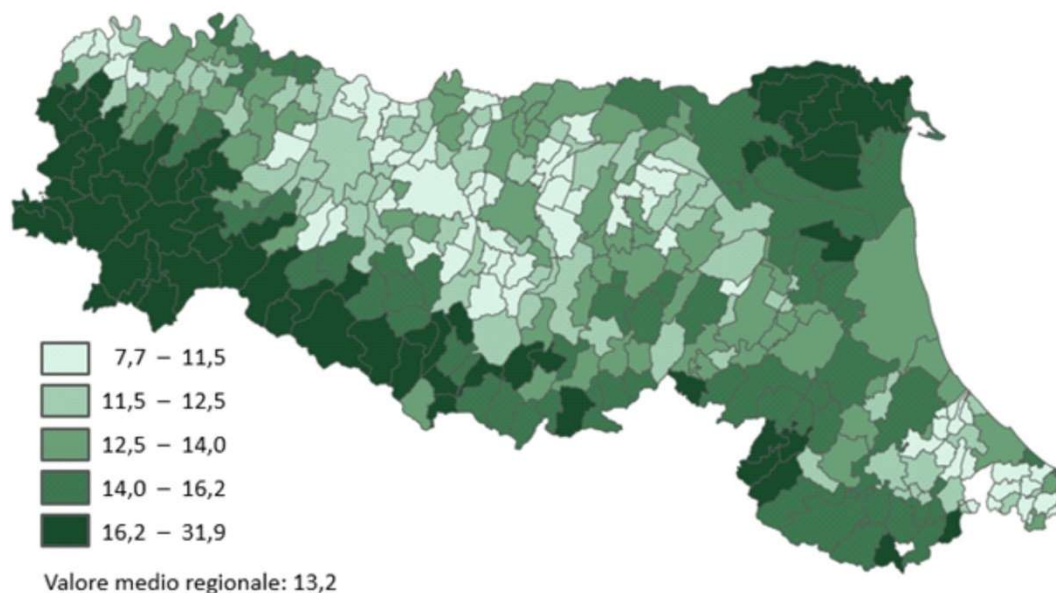 7,7 – 11,5
11,5 – 12,5
12,5 – 14,0
14,0 – 16,2
16,2 – 31,9
Valore medio regionale: 13,2